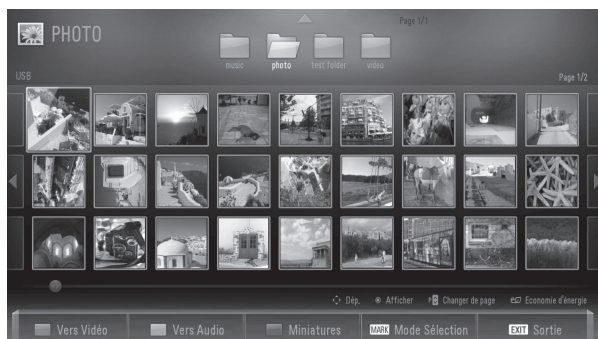 PHOTO
Page 1/1
music photo test folder video
USB
Page 1/2
Dép. Afficher P Changer de page Economie d'énergie
Vers Vidéo Vers Audio Miniatures MARK Mode Sélection EXIT Sortie